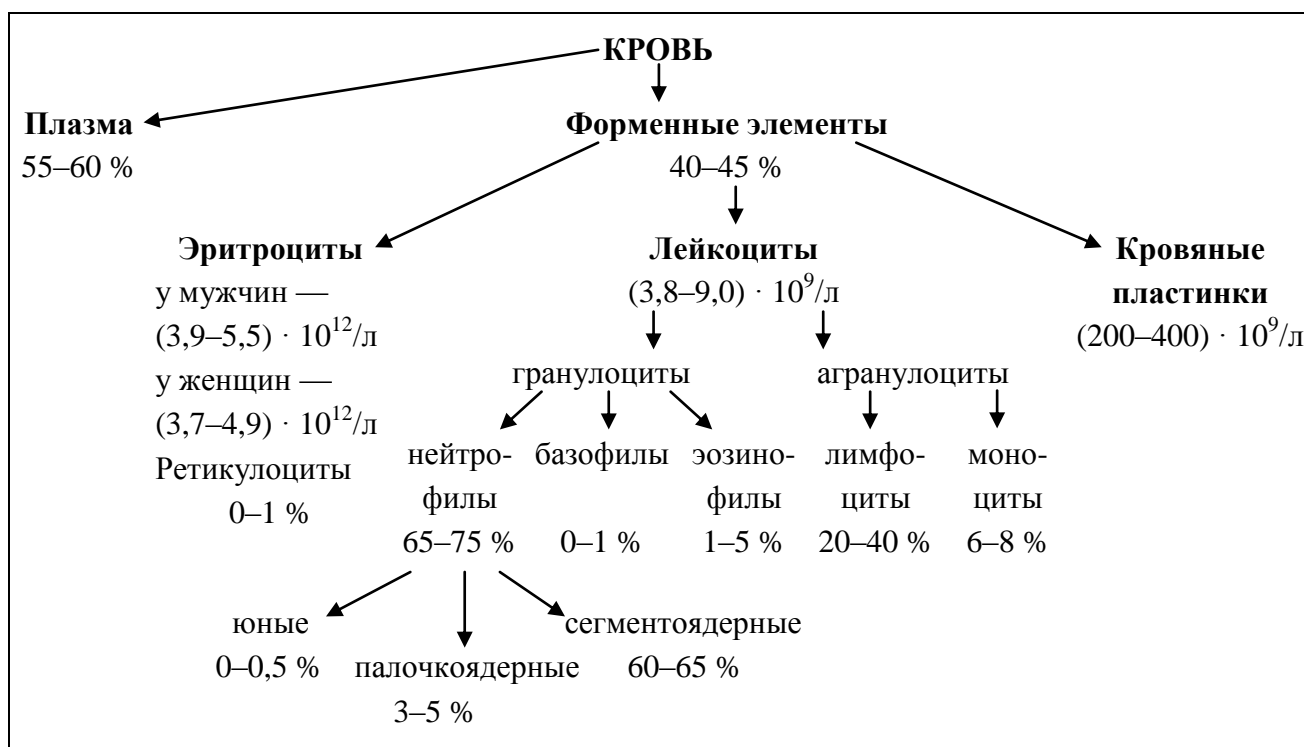 КРОВЬ
Плазма
55–60 %
Форменные элементы
40–45 %
Эритроциты
у мужчин —
(3,9–5,5) · 10¹²/л
у женщин —
(3,7–4,9) · 10¹²/л
Ретикулоциты
0–1 %
Лейкоциты
(3,8–9,0) · 10⁹/л
Кровяные
пластинки
(200–400) · 10⁹/л
гранулоциты
агранулоциты
нейтро-
филы
65–75 %
базофилы
0–1 %
эозино-
филы
1–5 %
лимфо-
циты
20–40 %
моно-
циты
6–8 %
юные
0–0,5 %
палочкоядерные
3–5 %
сегментоядерные
60–65 %